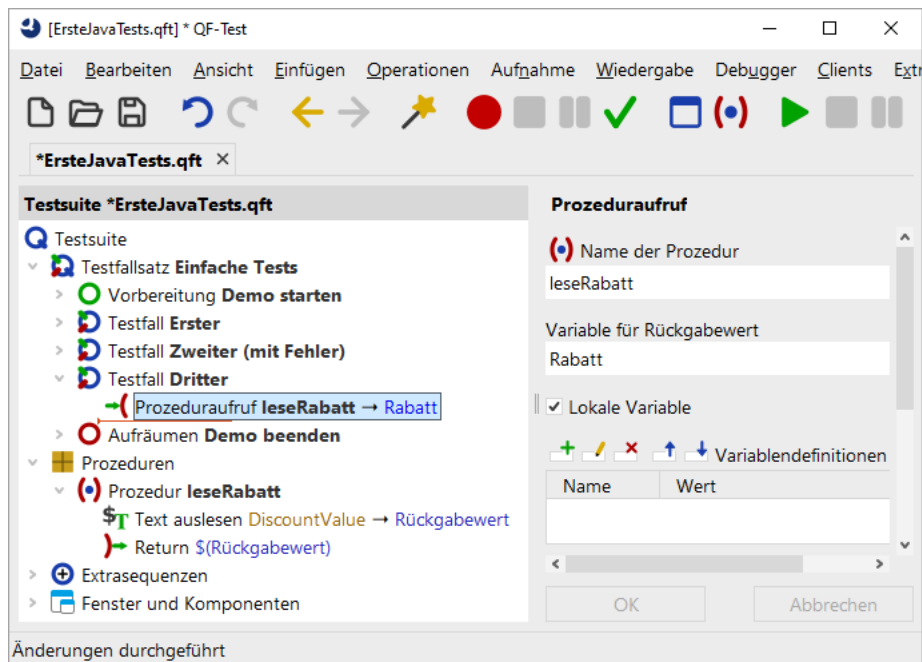 [ErsteJavaTests.qft] * QF-Test
Datei Bearbeiten Ansicht Einfügen Operationen Aufnahme Wiedergabe Debugger Clients Extr
*ErsteJavaTests.qft
Testsuite *ErsteJavaTests.qft
Testsuite
Testfallsatz Einfache Tests
Vorbereitung Demo starten
Testfall Erster
Testfall Zweiter (mit Fehler)
Testfall Dritter
Prozeduraufruf leseRabatt → Rabatt
Aufräumen Demo beenden
Prozeduren
Prozedur leseRabatt
$T Text auslesen DiscountValue → Rückgabewert
Return $(Rückgabewert)
Extrasequenzen
Fenster und Komponenten
Prozeduraufruf
Name der Prozedur
leseRabatt
Variable für Rückgabewert
Rabatt
Lokale Variable
Variablendefinitionen
Name Wert
OK Abbrechen
Änderungen durchgeführt